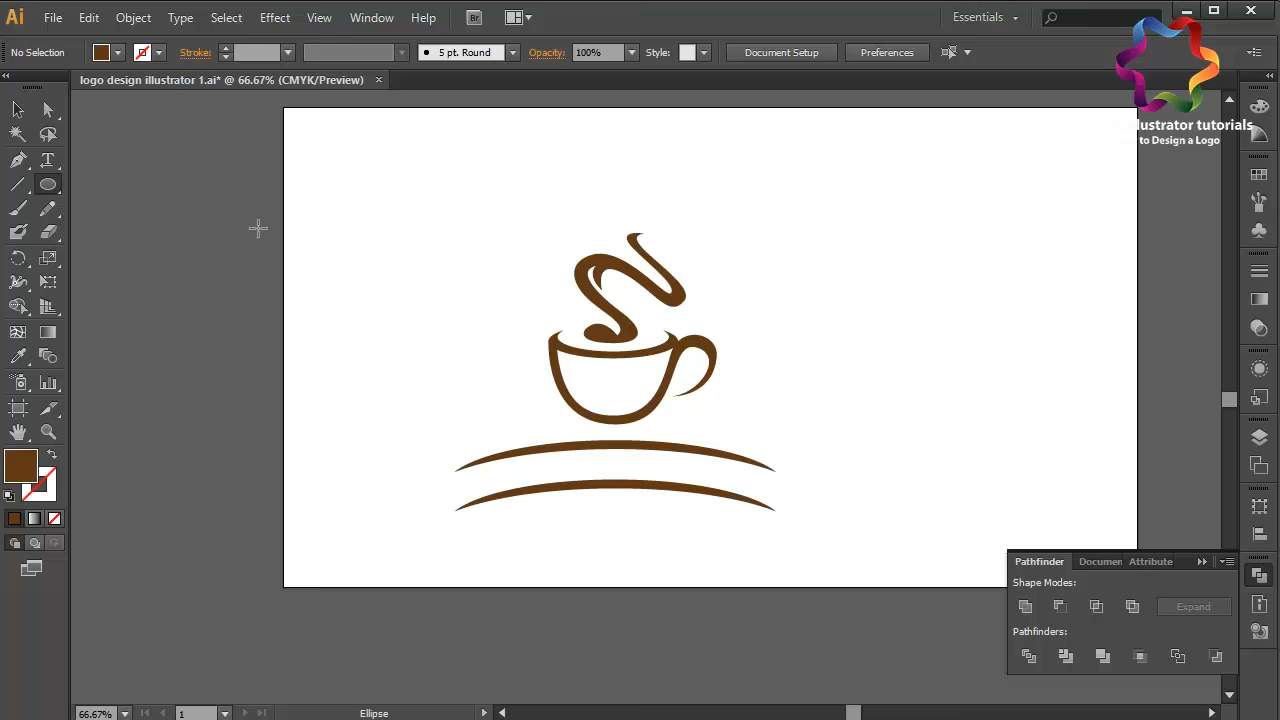 Ai File Edit Object Type Select Effect View Window Help Br Essentials
No Selection Stroke: 5 pt. Round Opacity: 100% Style: Document Setup Preferences
logo design illustrator 1.ai* @ 66.67% (CMYK/Preview) ×
lustrator tutorials
to Design a Logo
Pathfinder Documen Attribute
Shape Modes:
Expand
Pathfinders:
66.67% 1 Ellipse